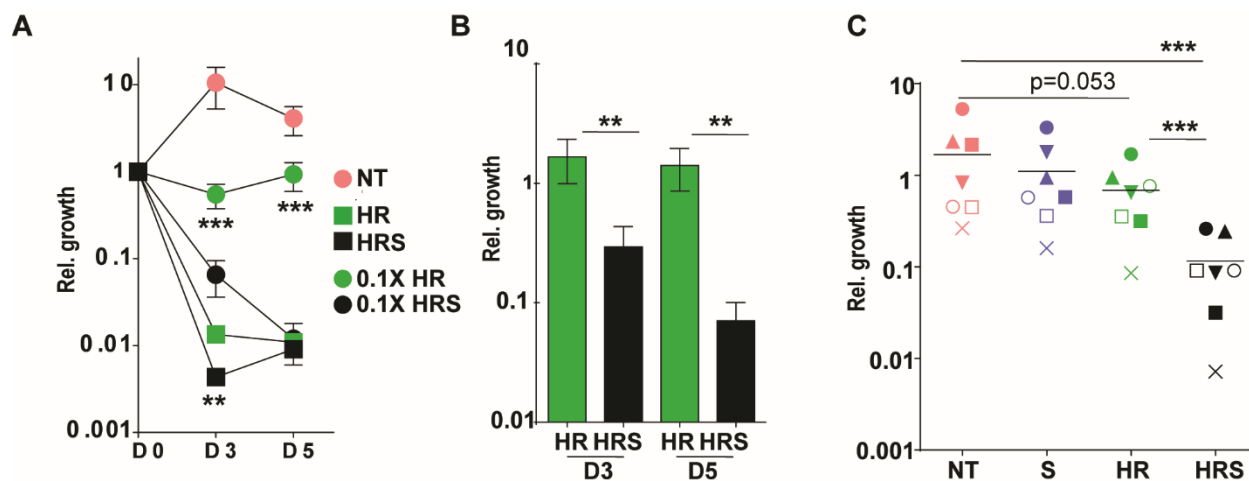 A
Rel. growth
10
1
0.1
0.01
0.001
D 0 D 3 D 5
***
***
**
NT
HR
HRS
0.1X HR
0.1X HRS
B
Rel. growth
10
1
0.1
0.01
**
**
HR HRS HR HRS
D3 D5
C
Rel. growth
10
1
0.1
0.01
0.001
***
p=0.053
***
NT S HR HRS